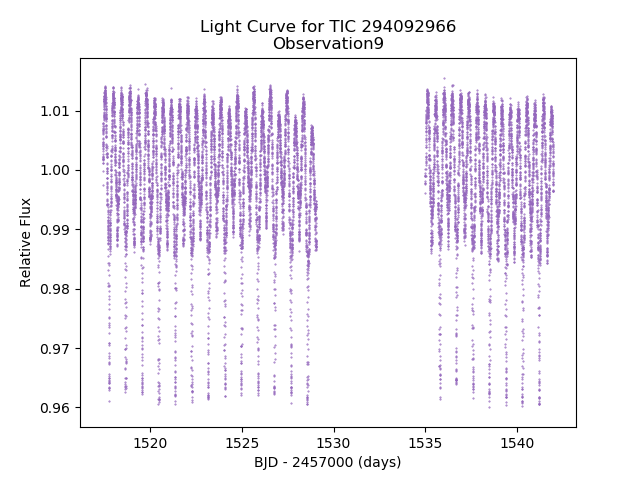 Light Curve for TIC 294092966
Observation9
1.01
1.00
0.99
0.98
0.97
0.96
Relative Flux
1520
1525
1530
1535
1540
BJD - 2457000 (days)